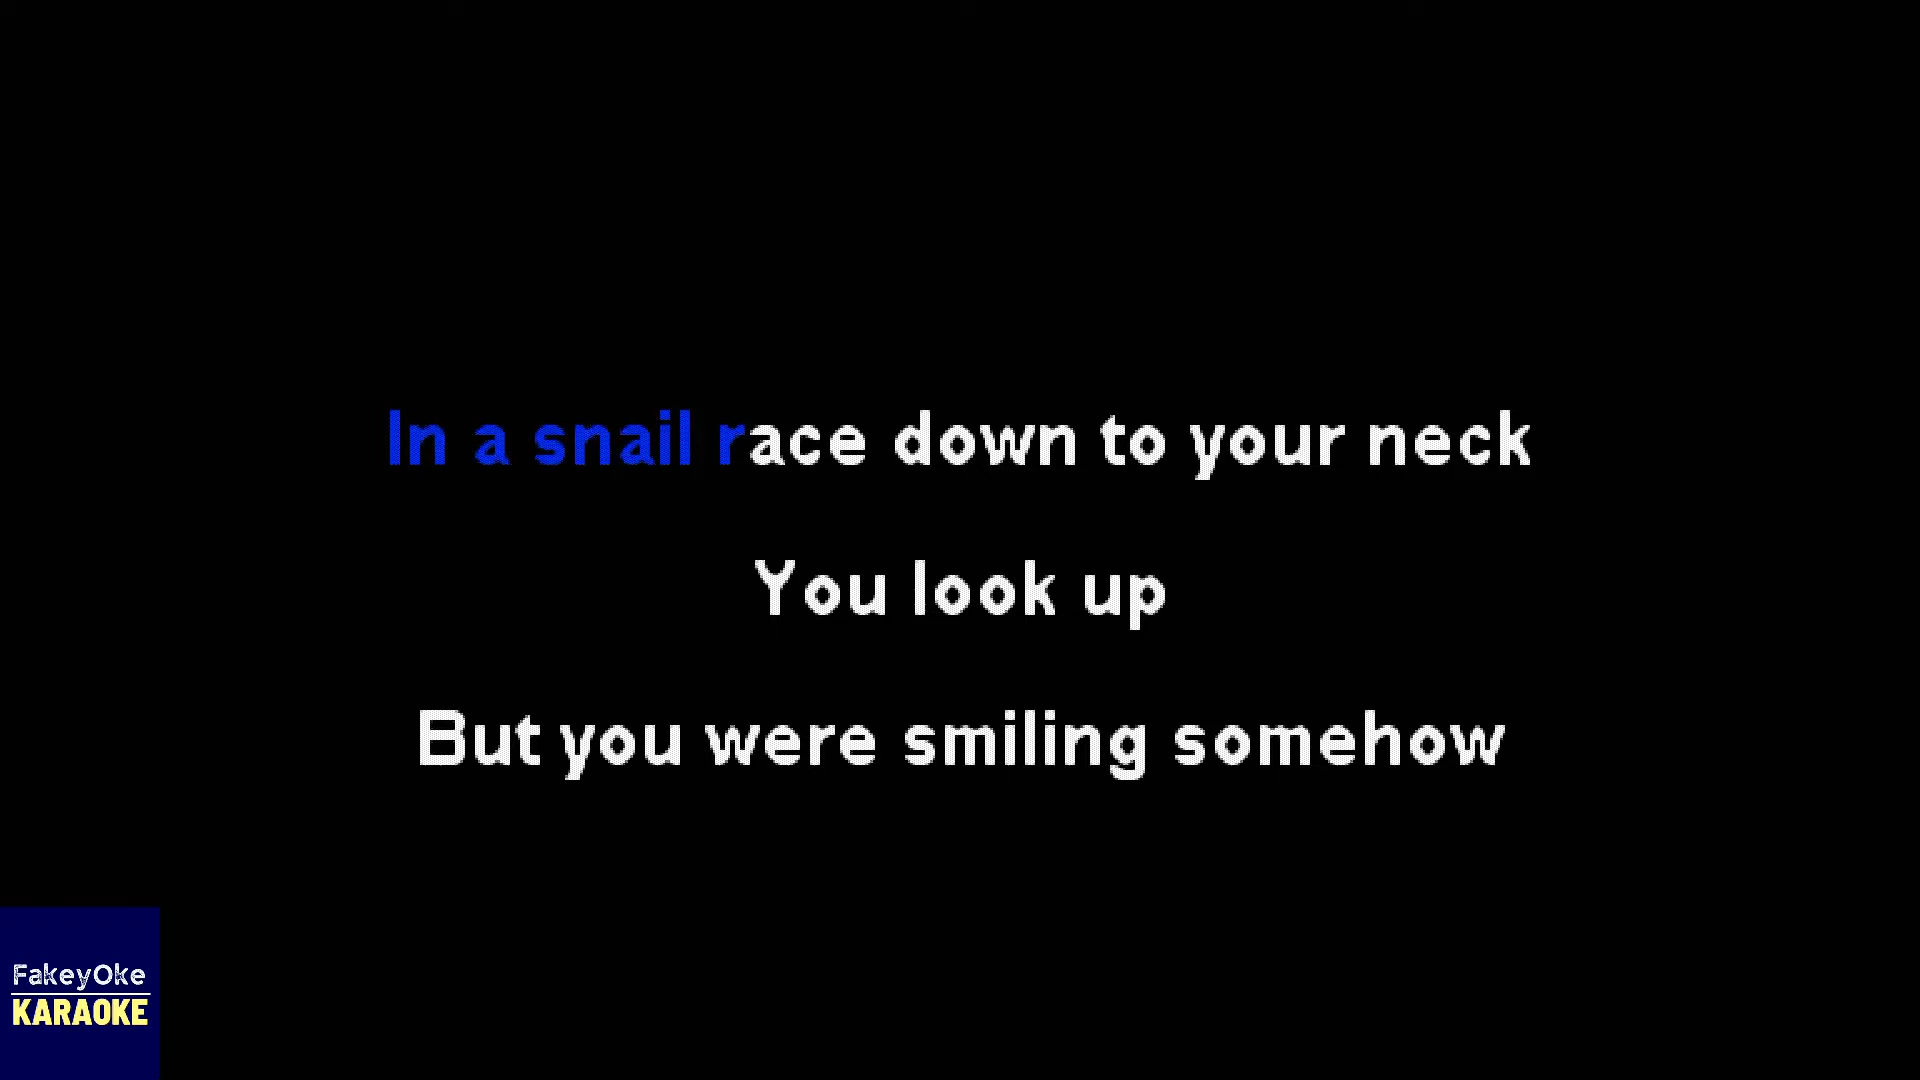 In a snail race down to your neck
You look up
But you were smiling somehow
FakeyOke
KARAOKE